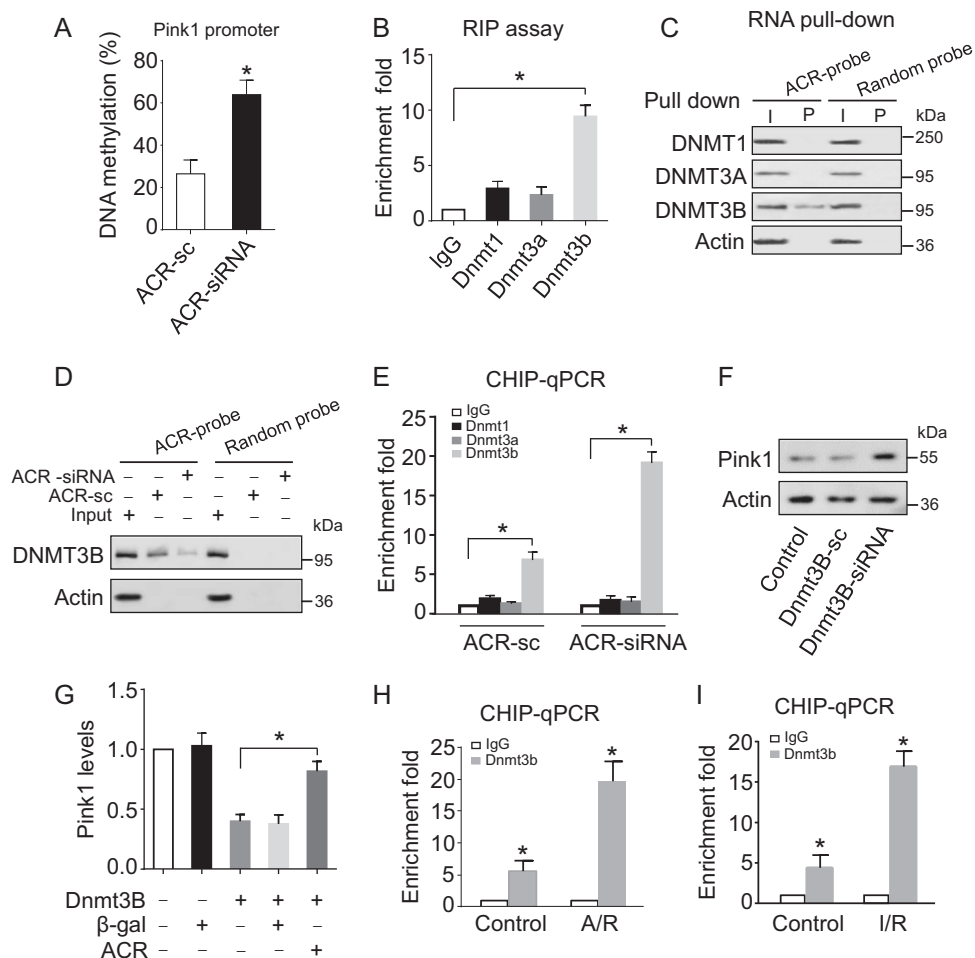 A
Pink1 promoter
DNA methylation (%)
80
60
40
20
0
*
ACR-sc
ACR-siRNA
B
RIP assay
Enrichment fold
15
10
5
0
*
IgG
Dnmt1
Dnmt3a
Dnmt3b
C
RNA pull-down
ACR-probe
Random probe
Pull down
I P I P
kDa
DNMT1
250
DNMT3A
95
DNMT3B
95
Actin
36
D
ACR-probe
Random probe
ACR -siRNA – – + – – +
ACR-sc – + – – + –
Input + – – + – –
kDa
DNMT3B
95
Actin
36
E
CHIP-qPCR
Enrichment fold
25
20
15
10
5
0
IgG
Dnmt1
Dnmt3a
Dnmt3b
*
*
ACR-sc
ACR-siRNA
F
kDa
Pink1
55
Actin
36
Control
Dnmt3B-sc
Dnmt3B-siRNA
G
Pink1 levels
1.5
1.0
0.5
0.0
*
Dnmt3B – – + + +
β-gal – + – + –
ACR – – – – +
H
CHIP-qPCR
Enrichment fold
25
20
15
10
5
0
IgG
Dnmt3b
*
*
Control
A/R
I
CHIP-qPCR
Enrichment fold
20
15
10
5
0
IgG
Dnmt3b
*
*
Control
I/R